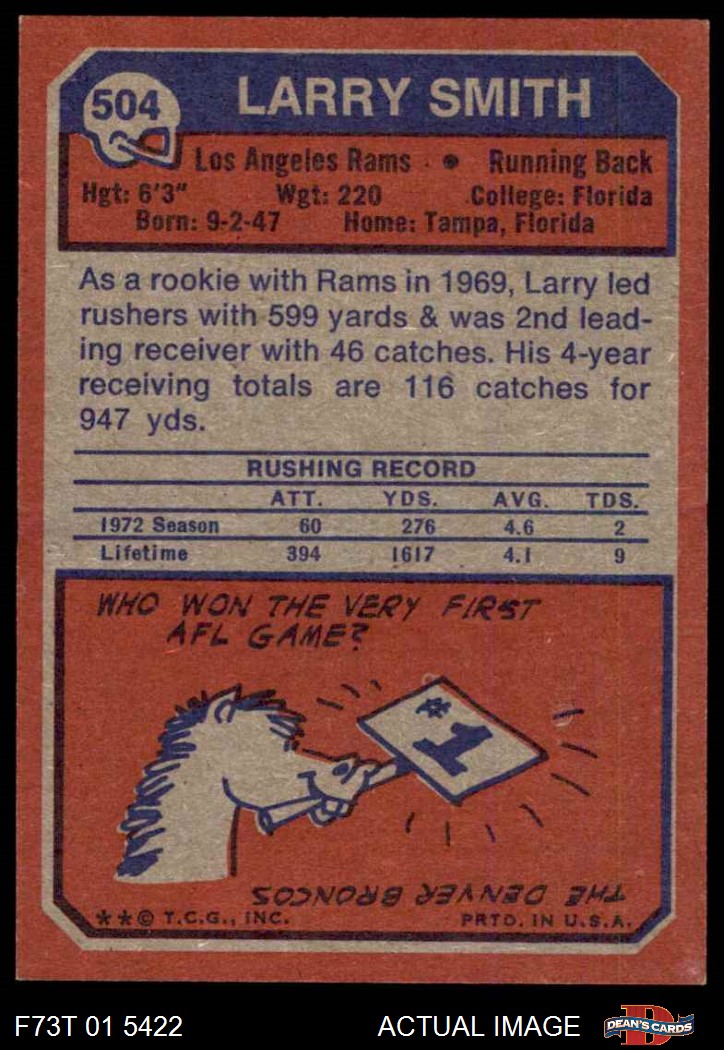 504
LARRY SMITH
Los Angeles Rams • Running Back
Hgt: 6'3" Wgt: 220 College: Florida
Born: 9-2-47 Home: Tampa, Florida
As a rookie with Rams in 1969, Larry led
rushers with 599 yards & was 2nd lead-
ing receiver with 46 catches. His 4-year
receiving totals are 116 catches for
947 yds.
RUSHING RECORD
ATT. YDS. AVG. TDS.
1972 Season 60 276 4.6 2
Lifetime 394 1617 4.1 9
WHO WON THE VERY FIRST
AFL GAME?
#1
THE DENVER BRONCOS
**© T.C.G., INC. PRTD. IN U.S.A.
F73T 01 5422 ACTUAL IMAGE
D
DEAN'S CARDS